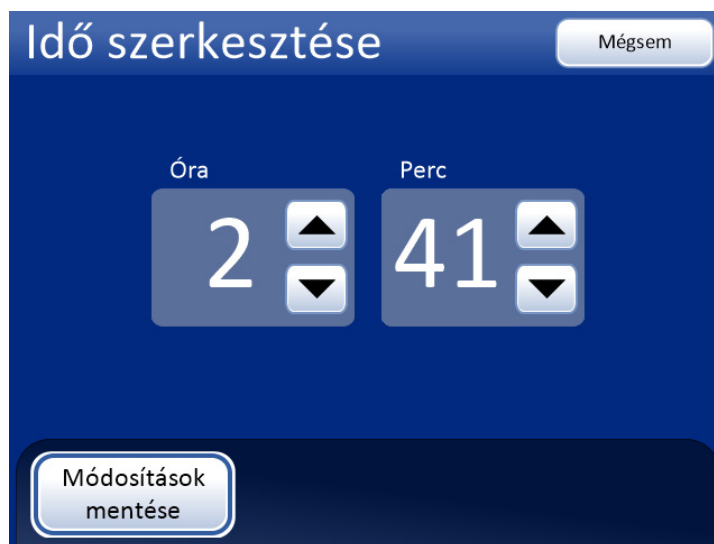 Idő szerkesztése
Mégsem
Óra
Perc
2
41
Módosítások
mentése